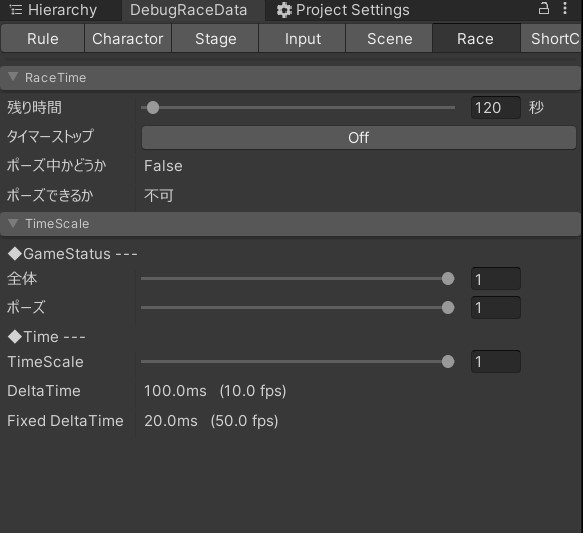 Hierarchy DebugRaceData Project Settings
Rule Charactor Stage Input Scene Race ShortC
RaceTime
残り時間 120 秒
タイマーストップ Off
ポーズ中かどうか False
ポーズできるか 不可
TimeScale
◆GameStatus ---
全体 1
ポーズ 1
◆Time ---
TimeScale 1
DeltaTime 100.0ms (10.0 fps)
Fixed DeltaTime 20.0ms (50.0 fps)